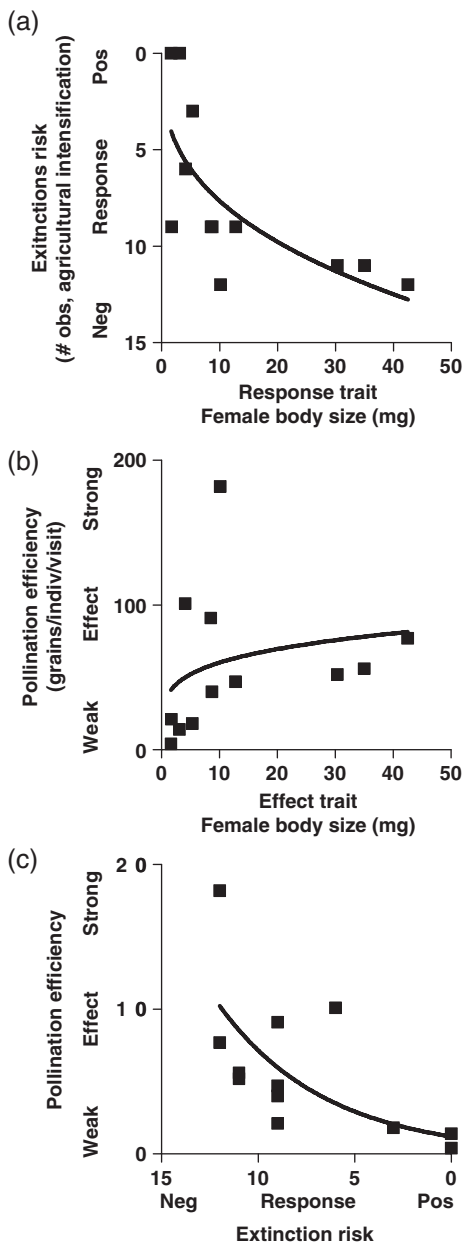 (a)
Exitnctions risk
(# obs, agricultural intensification)
Neg Response Pos
0
5
10
15
0 10 20 30 40 50
Response trait
Female body size (mg)
(b)
Pollination efficiency
(grains/indiv/visit)
Weak Effect Strong
200
100
0
0 10 20 30 40 50
Effect trait
Female body size (mg)
(c)
Pollination efficiency
Weak Effect Strong
2 0
1 0
0
15 10 5 0
Neg Response Pos
Extinction risk